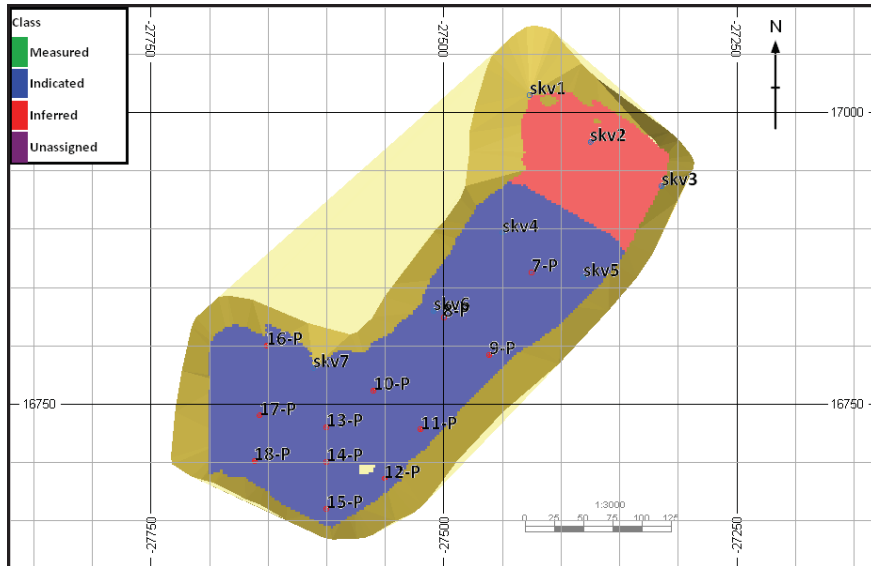 Class
Measured
Indicated
Inferred
Unassigned
-27750
-27500
-27250
N
17000
skv1
skv2
skv3
skv4
skv5
7-P
skv6
8-P
9-P
16-P
skv7
10-P
16750
16750
17-P
13-P
11-P
18-P
14-P
12-P
15-P
1:3000
0 25 50 75 100 125
-27750
-27500
-27250